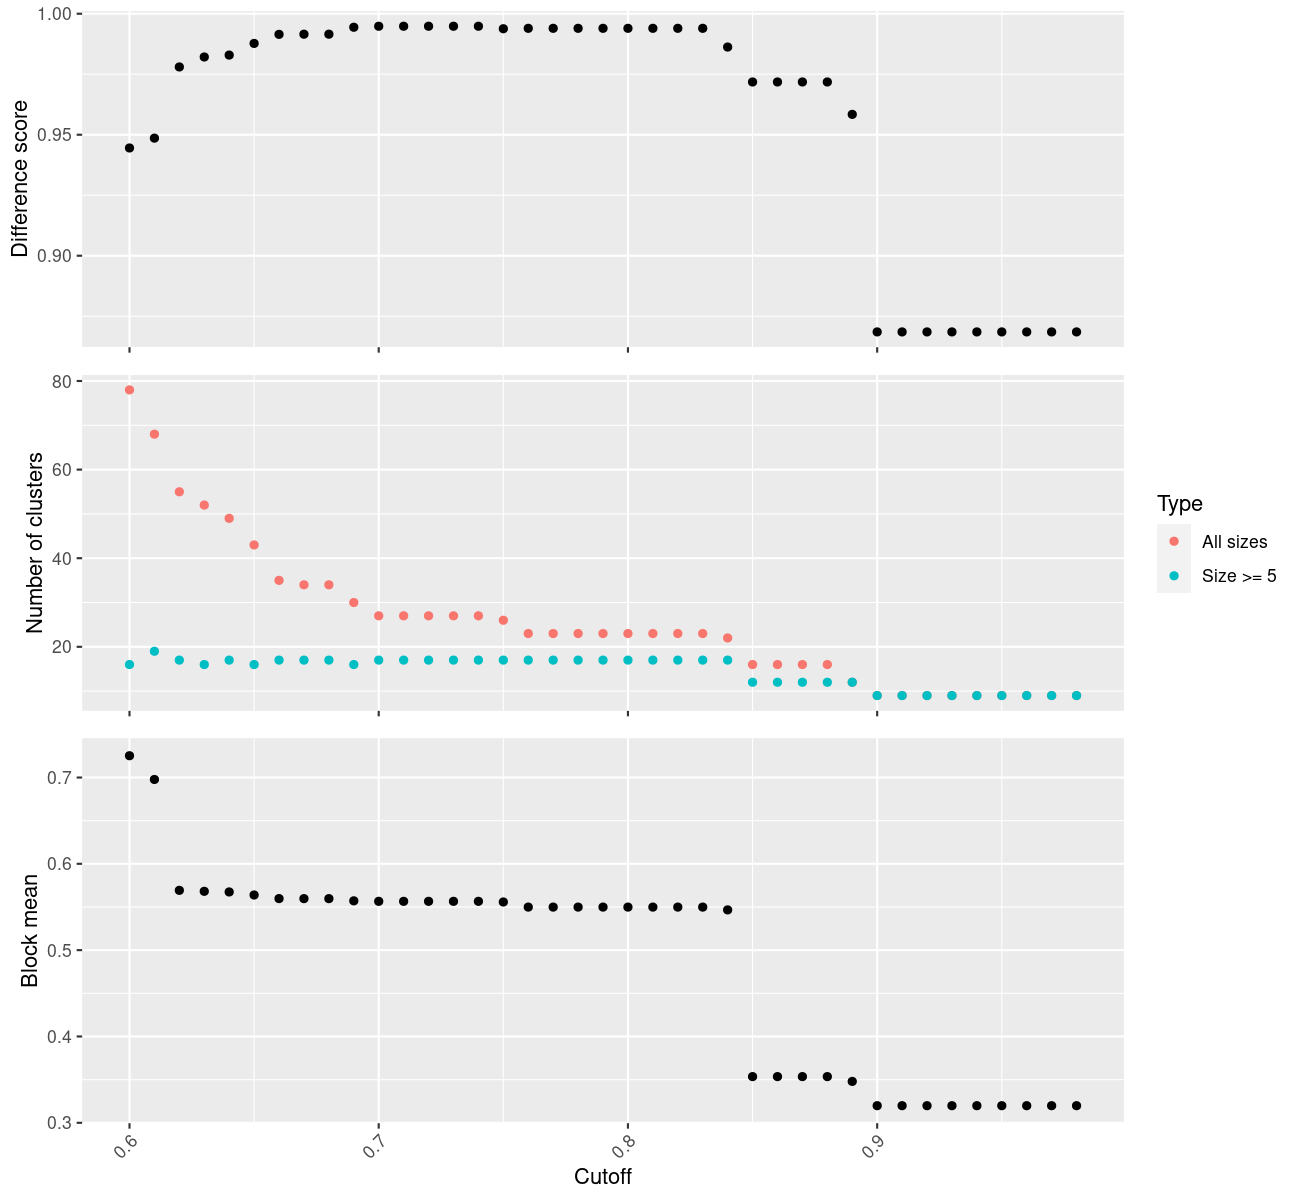 1.00
0.95
0.90
Difference score
80
60
40
20
Number of clusters
Type
All sizes
Size >= 5
0.7
0.6
0.5
0.4
0.3
Block mean
0.6 0.7 0.8 0.9
Cutoff